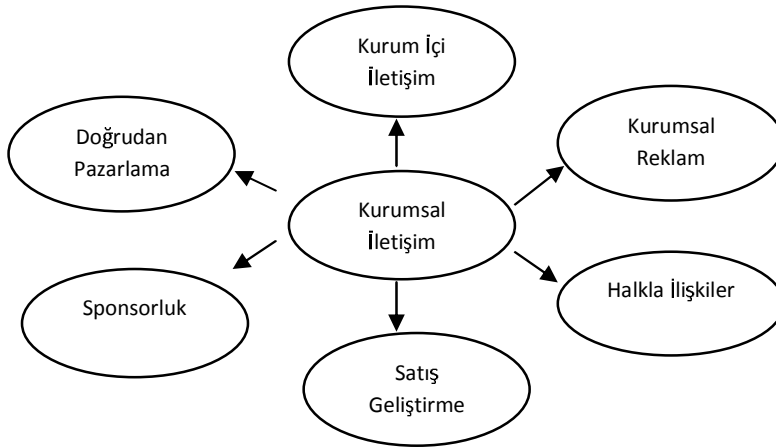 Kurum İçi
İletişim
Doğrudan
Pazarlama
Kurumsal
Reklam
Kurumsal
İletişim
Sponsorluk
Halkla İlişkiler
Satış
Geliştirme